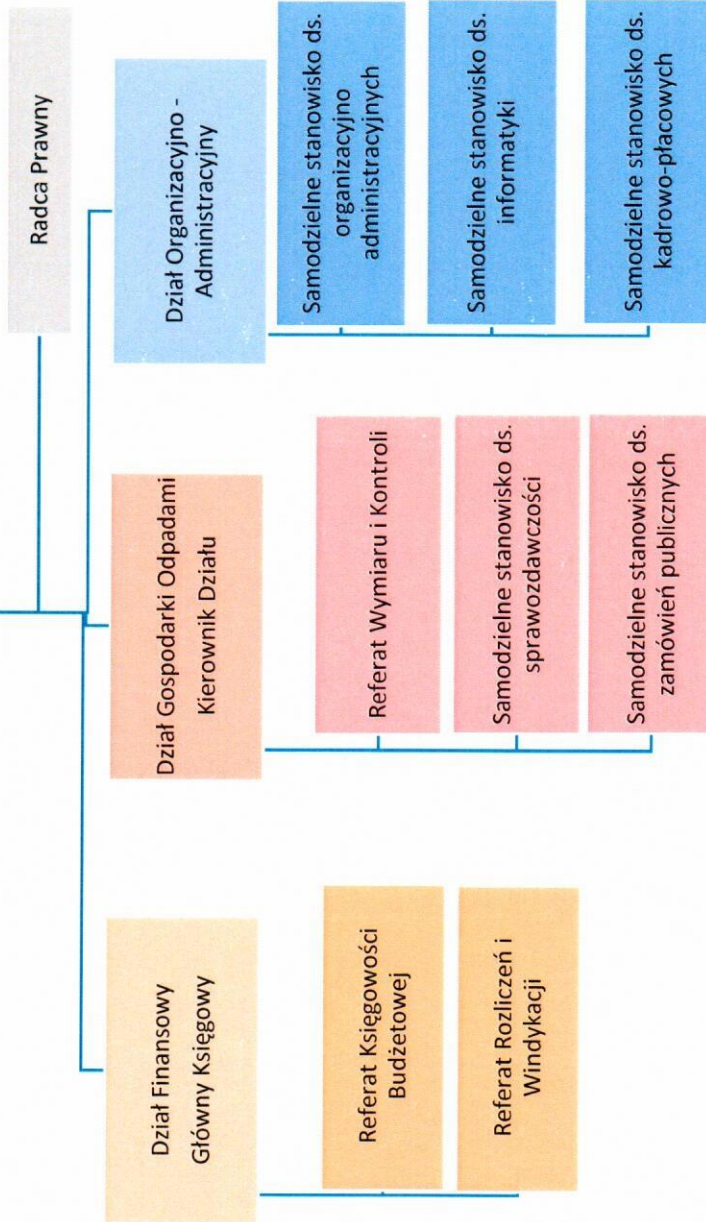 Radca Prawny
Dział Finansowy
Główny Księgowy
Referat Księgowości
Budżetowej
Referat Rozliczeń i
Windykacji
Dział Gospodarki Odpadami
Kierownik Działu
Referat Wymiaru i Kontroli
Samodzielne stanowisko ds.
sprawozdawczości
Samodzielne stanowisko ds.
zamówień publicznych
Dział Organizacyjno -
Administracyjny
Samodzielne stanowisko ds.
organizacyjno
administracyjnych
Samodzielne stanowisko ds.
informatyki
Samodzielne stanowisko ds.
kadrowo-płacowych